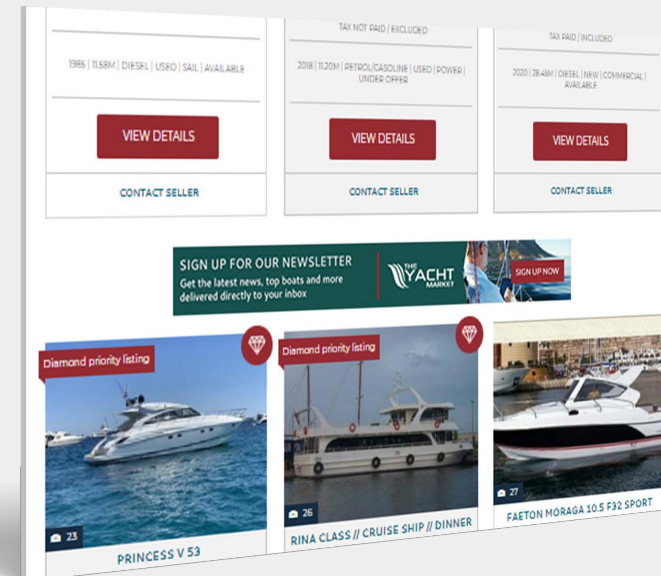 TAX NOT PAID / EXCLUDED
TAX PAID / INCLUDED
1985 | 11.58M | DIESEL | USED | SAIL | AVAILABLE
2018 | 11.20M | PETROL/GASOLINE | USED | POWER |
UNDER OFFER
2020 | 28.45M | DIESEL | NEW | COMMERCIAL |
AVAILABLE
VIEW DETAILS
VIEW DETAILS
VIEW DETAILS
CONTACT SELLER
CONTACT SELLER
CONTACT SELLER
SIGN UP FOR OUR NEWSLETTER
Get the latest news, top boats and more
delivered directly to your inbox
THE
YACHT
MARKET
SIGN UP NOW
Diamond priority listing
Diamond priority listing
23
26
27
PRINCESS V 53
RINA CLASS // CRUISE SHIP // DINNER
FAETON MORAGA 10.5 F32 SPORT